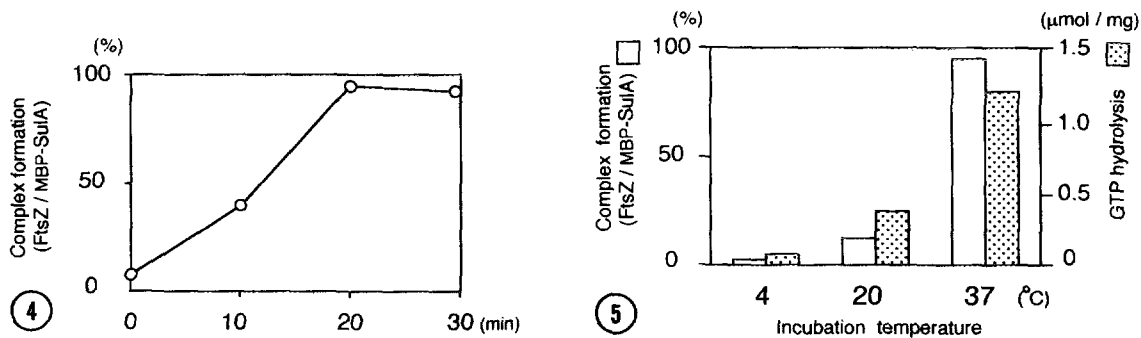 (%)
100
50
0
Complex formation
(FtsZ / MBP-SulA)
0 10 20 30 (min)
4
(%)
100
50
0
Complex formation
(FtsZ / MBP-SulA)
(μmol / mg)
1.5
1.0
0.5
0
GTP hydrolysis
4 20 37 (°C)
Incubation temperature
5